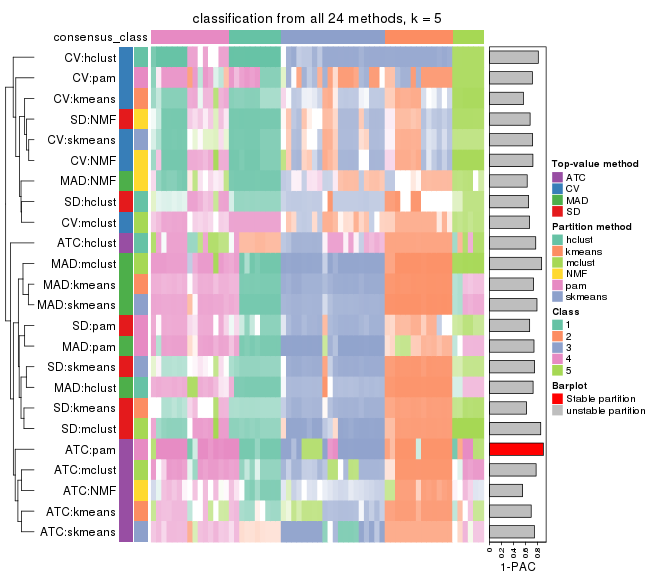 classification from all 24 methods, k = 5
consensus_class
CV:hclust
CV:pam
CV:kmeans
SD:NMF
CV:skmeans
CV:NMF
MAD:NMF
SD:hclust
CV:mclust
ATC:hclust
MAD:mclust
MAD:kmeans
MAD:skmeans
SD:pam
MAD:pam
SD:skmeans
MAD:hclust
SD:kmeans
SD:mclust
ATC:pam
ATC:mclust
ATC:NMF
ATC:kmeans
ATC:skmeans
0 0.2 0.4 0.6 0.8
1-PAC
Top-value method
ATC
CV
MAD
SD
Partition method
hclust
kmeans
mclust
NMF
pam
skmeans
Class
1
2
3
4
5
Barplot
Stable partition
unstable partition